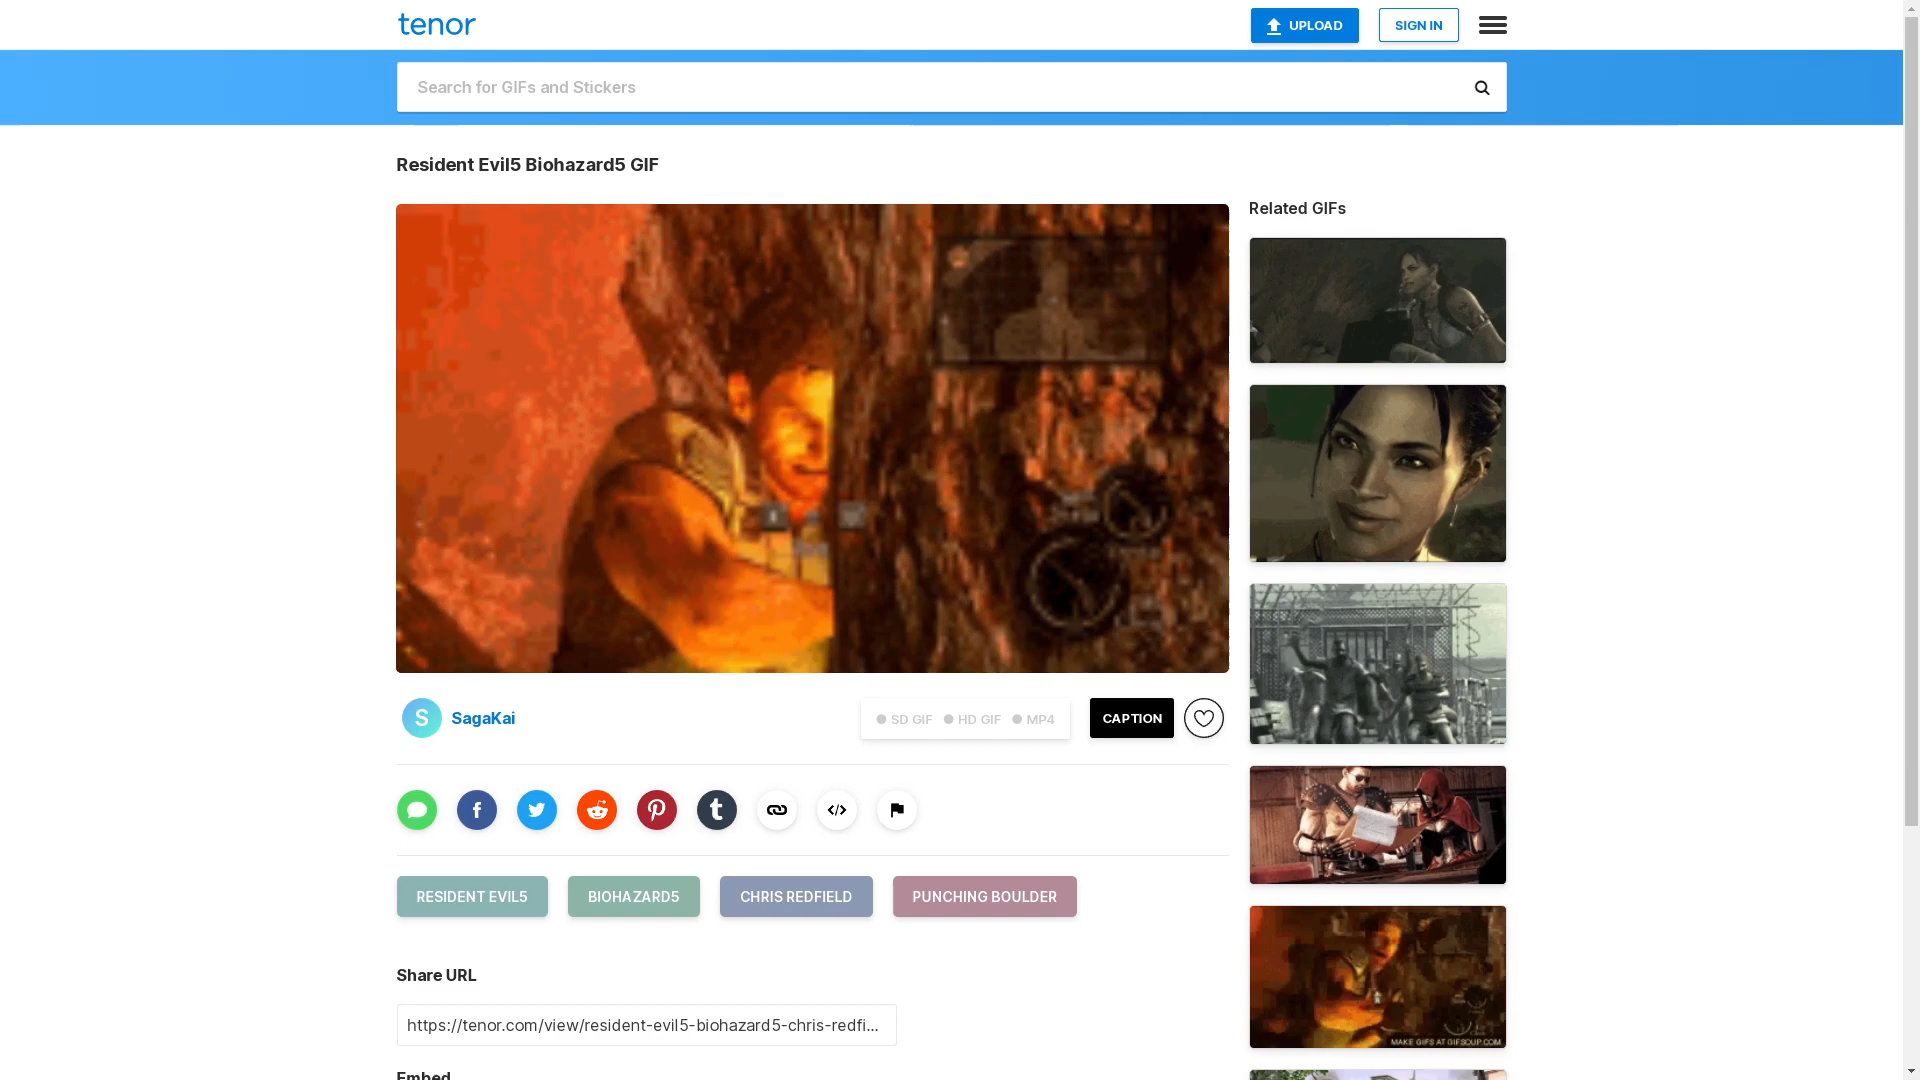 tenor
UPLOAD
SIGN IN
Search for GIFs and Stickers
Resident Evil5 Biohazard5 GIF
Related GIFs
S
SagaKai
SD GIF
HD GIF
MP4
CAPTION
RESIDENT EVIL5
BIOHAZARD5
CHRIS REDFIELD
PUNCHING BOULDER
Share URL
https://tenor.com/view/resident-evil5-biohazard5-chris-redfi...
MAKE GIFS AT GIFSOUP.COM
Embed